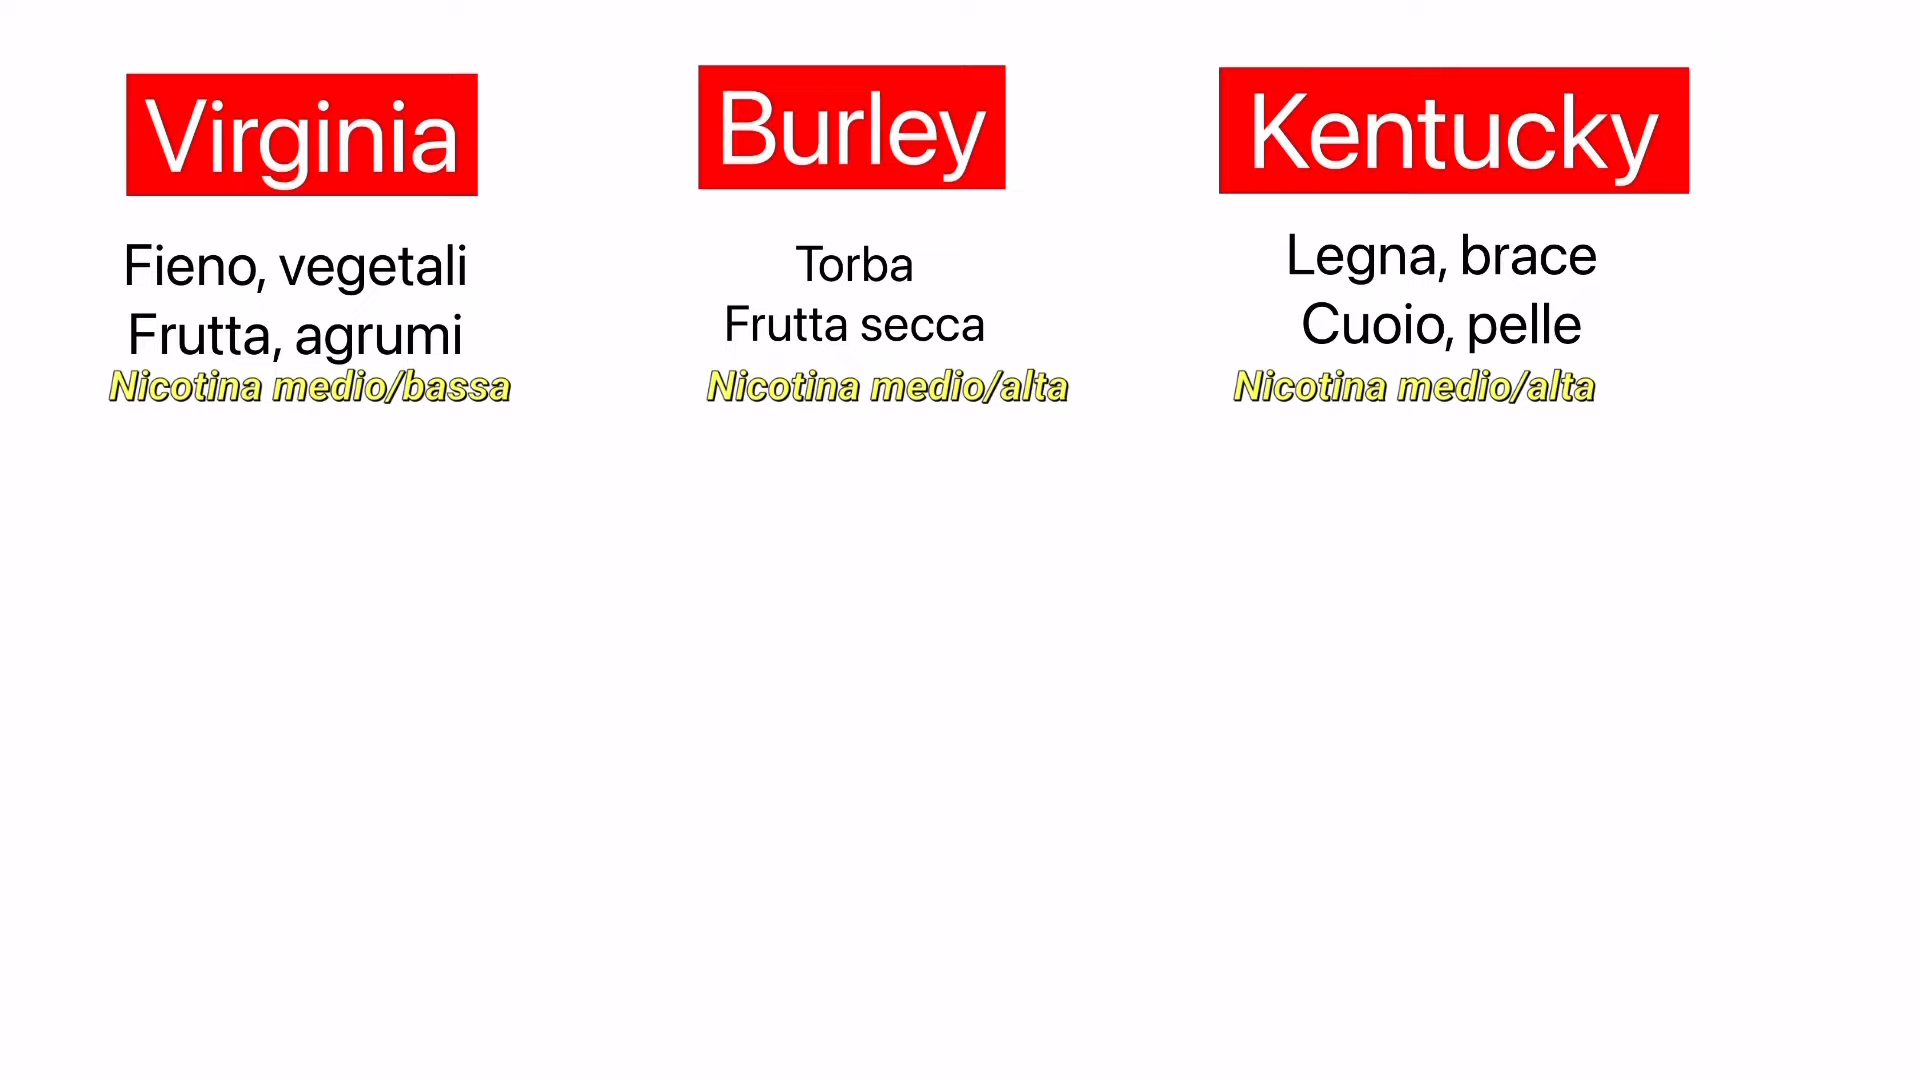 Virginia
Fieno, vegetali
Frutta, agrumi
Nicotina medio/bassa
Burley
Torba
Frutta secca
Nicotina medio/alta
Kentucky
Legna, brace
Cuoio, pelle
Nicotina medio/alta